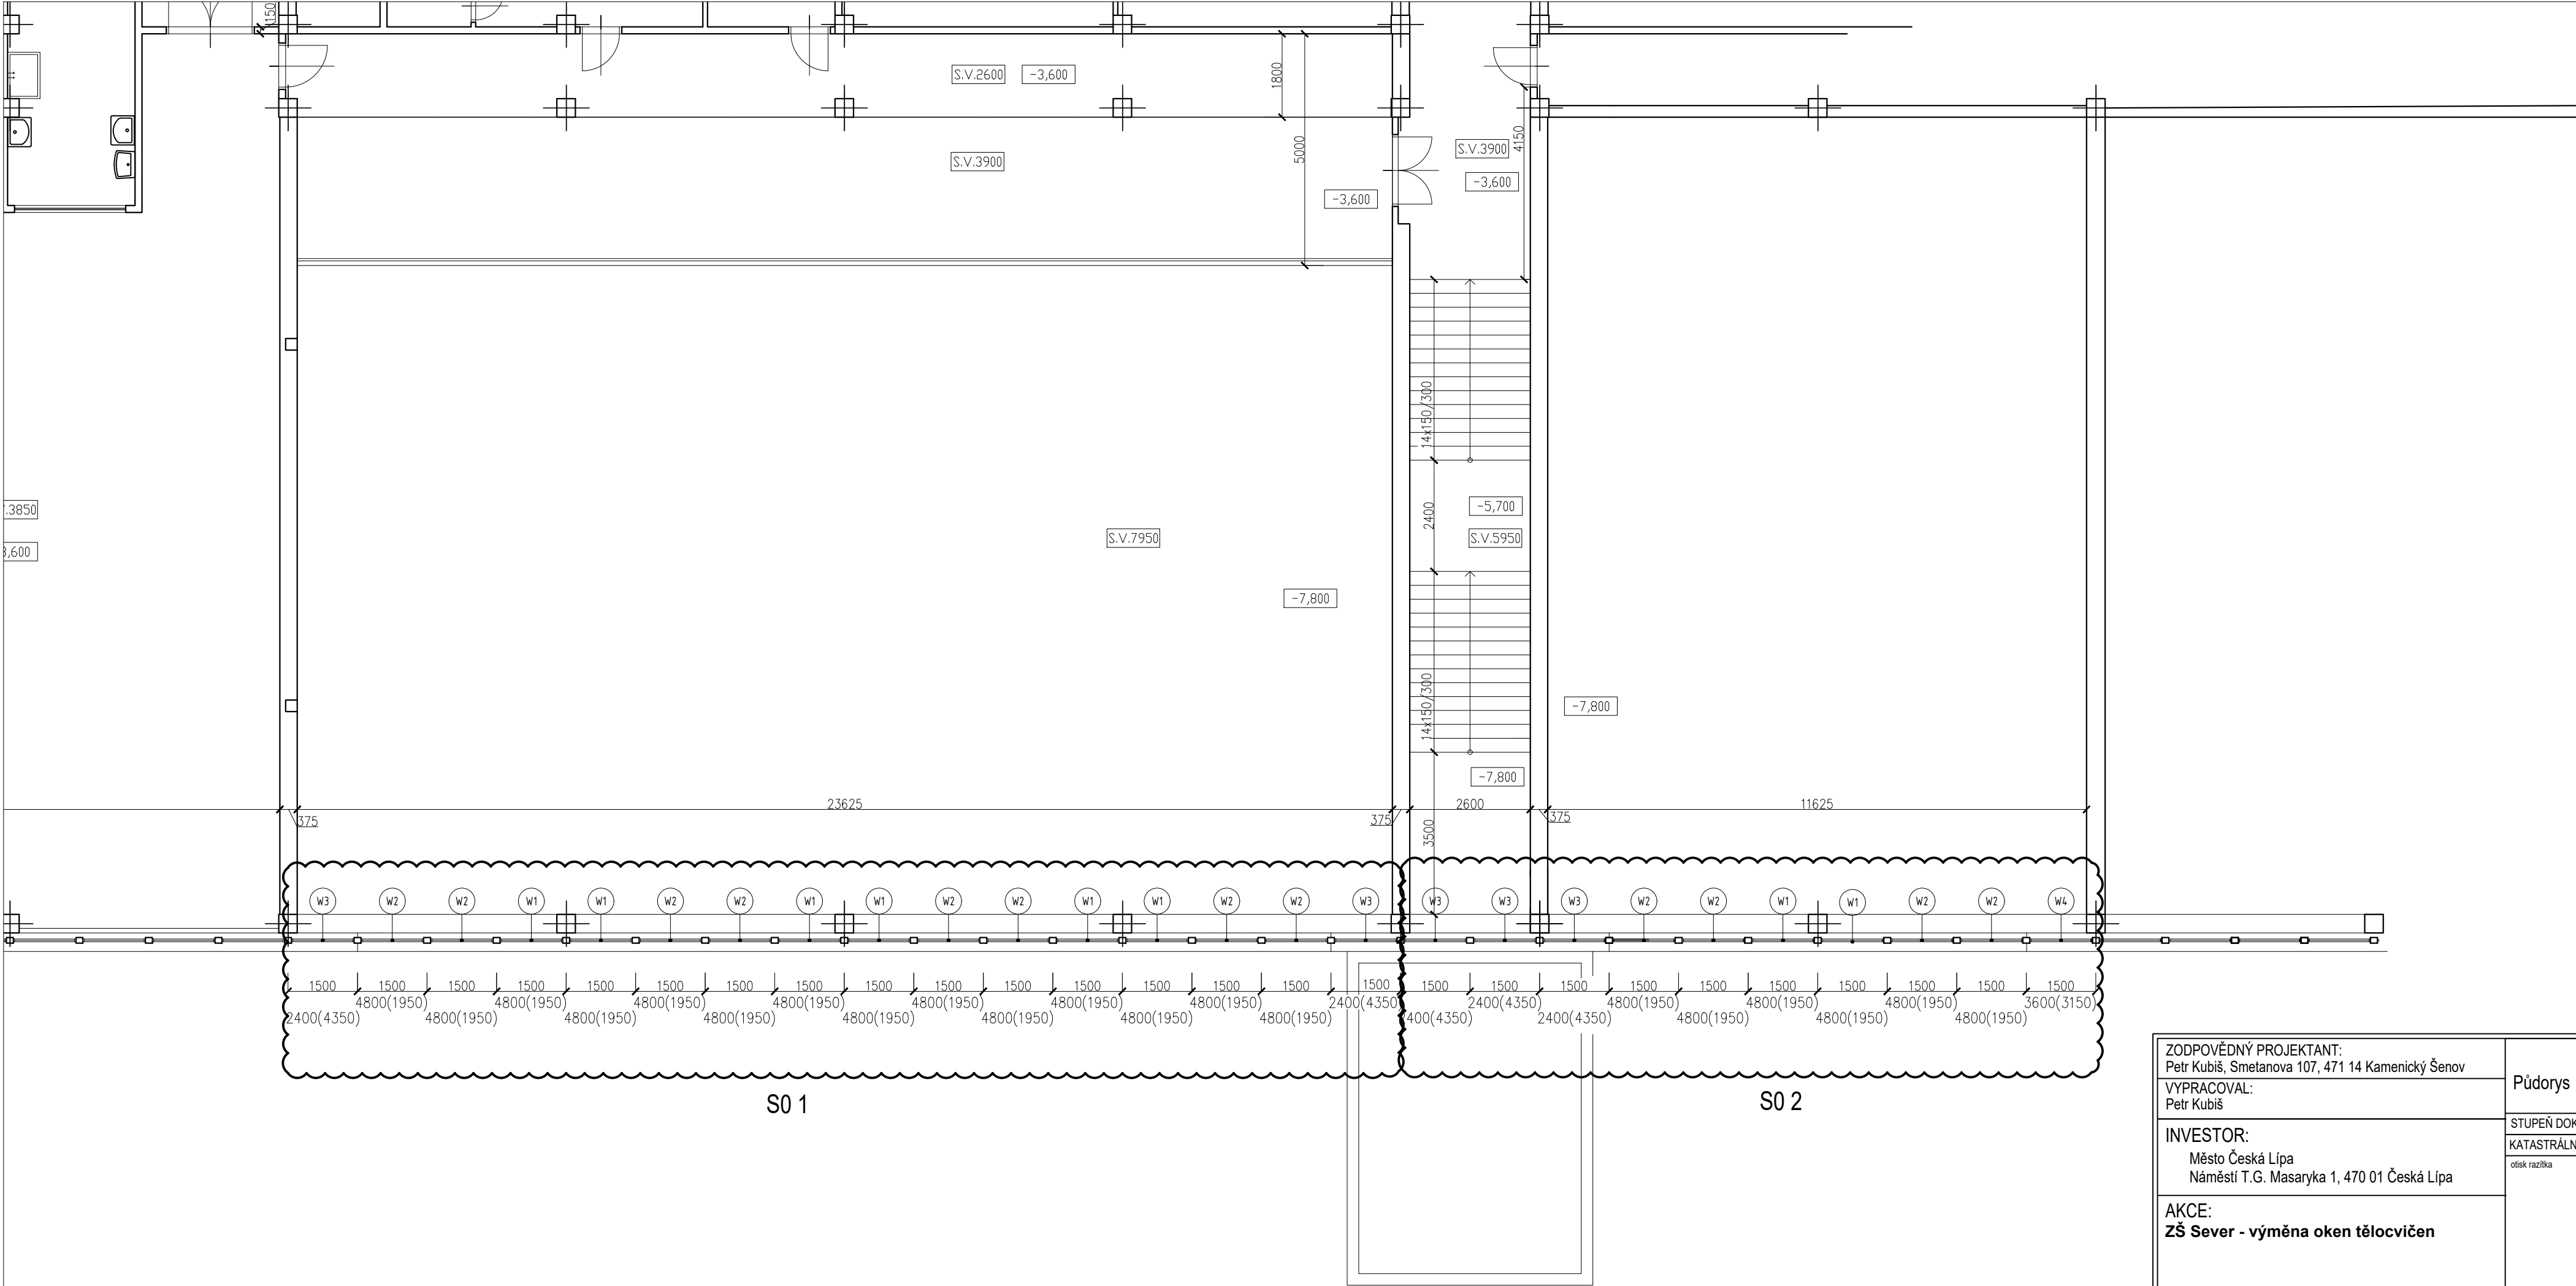 S.V.2600 -3,600
1800
5000
S.V.3900
-3,600
S.V.3900
4150
-3,600
14x150/300
2400
-5,700
S.V.5950
S.V.7950
-7,800
14x150/300
-7,800
-7,800
23625
375
375
2600
375
11625
3500
W3 W2 W2 W1 W1 W2 W2 W1 W1 W2 W2 W1 W1 W2 W2 W3 W3 W3 W3 W2 W2 W1 W1 W2 W2 W4
1500 1500 1500 1500 1500 1500 1500 1500 1500 1500 1500 1500 1500 1500 1500 1500 1500 1500 1500 1500 1500 1500 1500 1500 1500 1500
4800(1950) 4800(1950) 4800(1950) 4800(1950) 4800(1950) 4800(1950) 4800(1950) 2400(4350) 2400(4350) 4800(1950) 4800(1950) 4800(1950) 3600(3150)
2400(4350) 4800(1950) 4800(1950) 4800(1950) 4800(1950) 4800(1950) 4800(1950) 4800(1950) 400(4350) 2400(4350) 4800(1950) 4800(1950) 4800(1950)
S0 1
S0 2
ZODPOVĚDNÝ PROJEKTANT:
Petr Kubiš, Smetanova 107, 471 14 Kamenický Šenov
VYPRACOVAL:
Petr Kubiš
INVESTOR:
Město Česká Lípa
Náměstí T.G. Masaryka 1, 470 01 Česká Lípa
AKCE:
ZŠ Sever - výměna oken tělocvičen
Půdorys
STUPEŇ DOK
KATASTRÁLN
otisk razítka